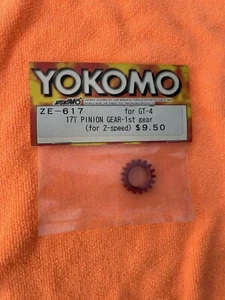 YOKOMO
ZE-617 for GT-4
17T PINION GEAR-1st gear
(for 2-speed) $9.50